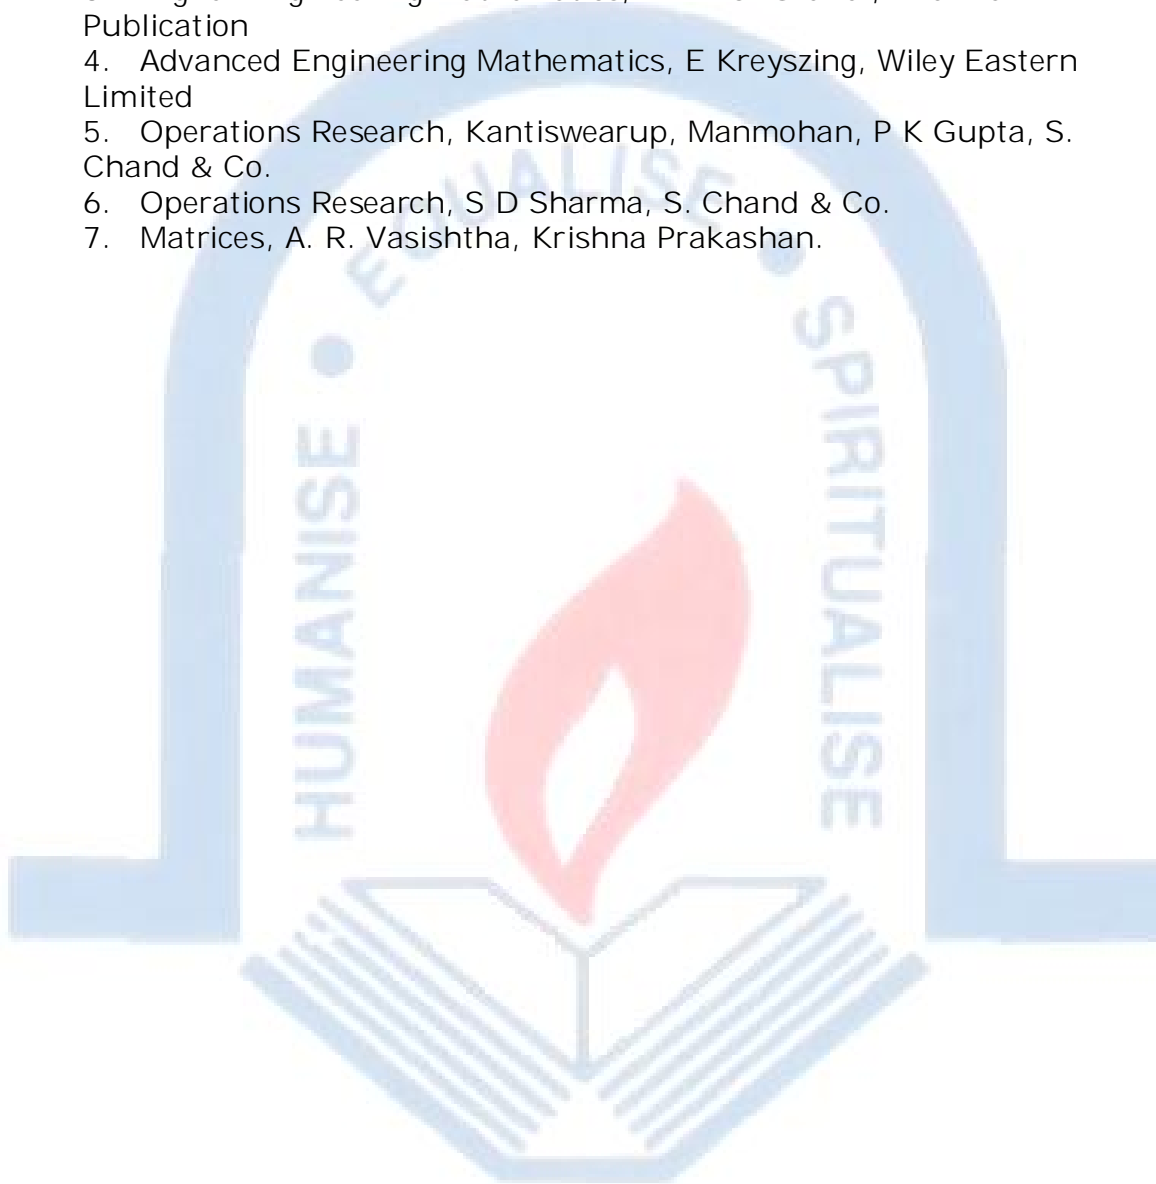 Publication
4. Advanced Engineering Mathematics, E Kreyszing, Wiley Eastern
Limited
5. Operations Research, Kantiswearup, Manmohan, P K Gupta, S.
Chand & Co.
6. Operations Research, S D Sharma, S. Chand & Co.
7. Matrices, A. R. Vasishtha, Krishna Prakashan.
HUMANISE • EQUALISE • SPIRITUALISE